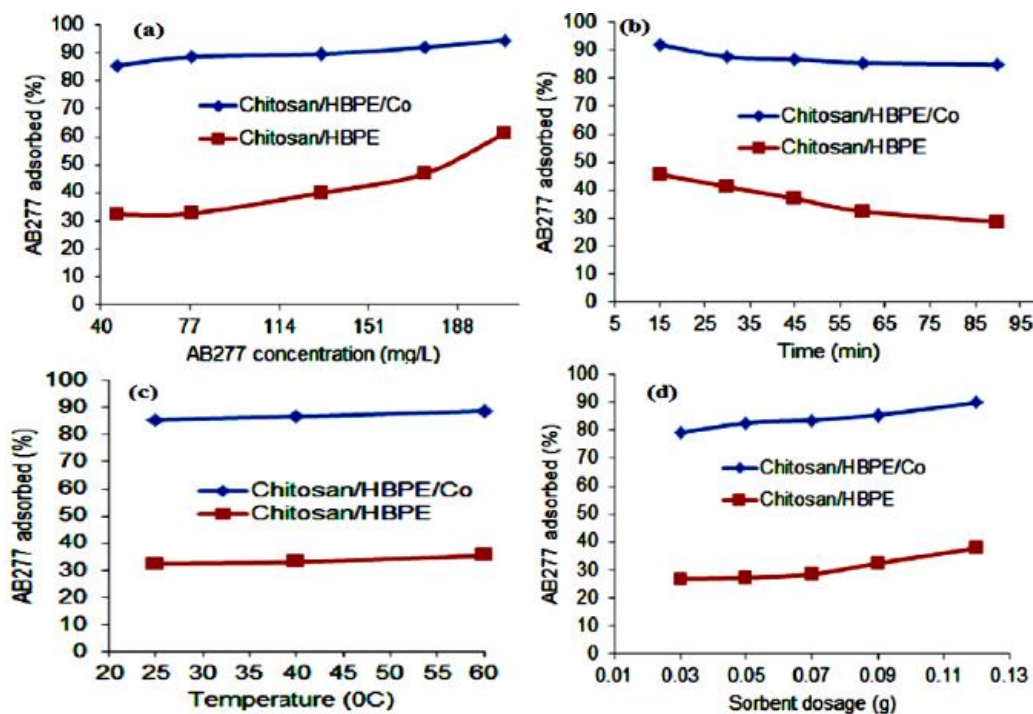 (a)
AB277 adsorbed (%)
100
90
80
70
60
50
40
30
20
10
0
Chitosan/HBPE/Co
Chitosan/HBPE
40 77 114 151 188
AB277 concentration (mg/L)
(b)
AB277 adsorbed (%)
100
90
80
70
60
50
40
30
20
10
0
Chitosan/HBPE/Co
Chitosan/HBPE
5 15 25 35 45 55 65 75 85 95
Time (min)
(c)
AB277 adsorbed (%)
100
90
80
70
60
50
40
30
20
10
0
Chitosan/HBPE/Co
Chitosan/HBPE
20 25 30 35 40 45 50 55 60
Temperature (0C)
(d)
AB277 adsorbed (%)
100
90
80
70
60
50
40
30
20
10
0
Chitosan/HBPE/Co
Chitosan/HBPE
0.01 0.03 0.05 0.07 0.09 0.11 0.13
Sorbent dosage (g)